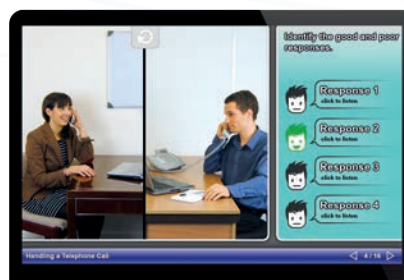 Identify the good and poor
responses.
Response 1
click to listen
Response 2
click to listen
Response 3
click to listen
Response 4
click to listen
Handling a Telephone Call
4 / 16